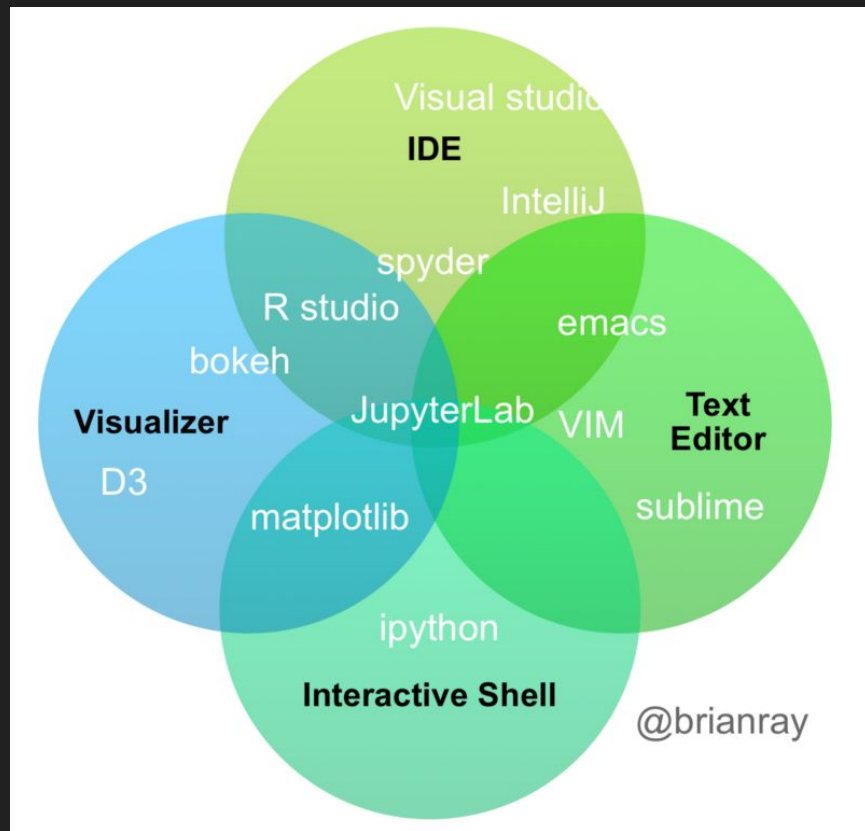 Visual studio
IDE
IntelliJ
spyder
R studio
emacs
bokeh
JupyterLab
VIM
Text
Editor
Visualizer
D3
sublime
matplotlib
ipython
Interactive Shell
@brianray